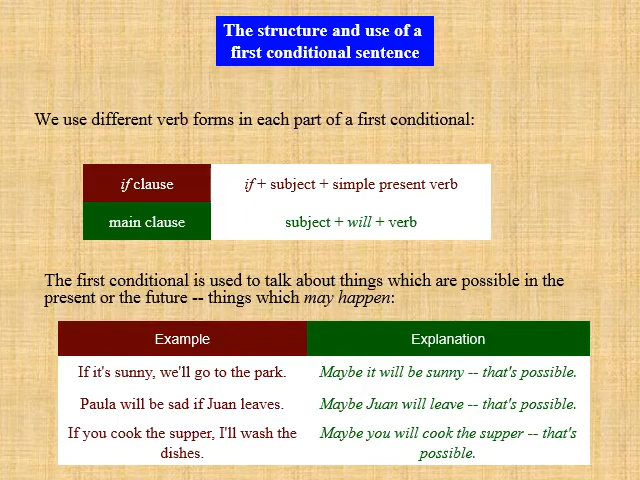 The structure and use of a
first conditional sentence
We use different verb forms in each part of a first conditional:
if clause
if + subject + simple present verb
main clause
subject + will + verb
The first conditional is used to talk about things which are possible in the
present or the future -- things which may happen:
Example
Explanation
If it's sunny, we'll go to the park.
Maybe it will be sunny -- that's possible.
Paula will be sad if Juan leaves.
Maybe Juan will leave -- that's possible.
If you cook the supper, I'll wash the
dishes.
Maybe you will cook the supper -- that's
possible.